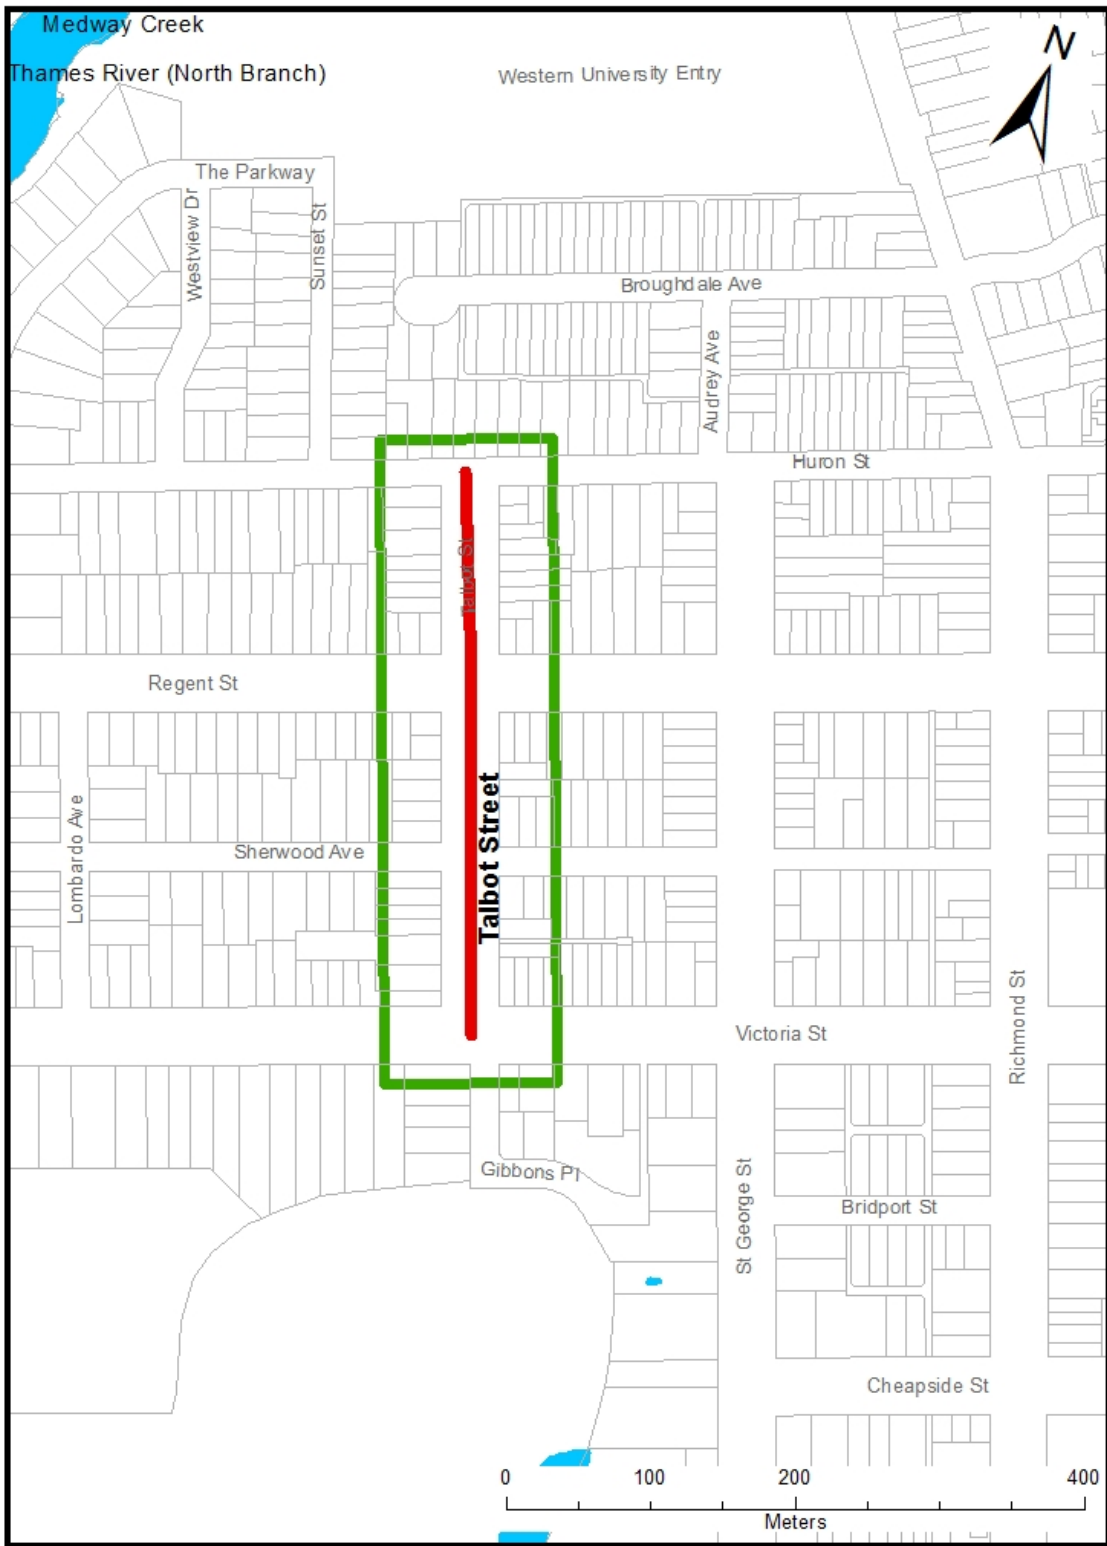 Medway Creek
N
Thames River (North Branch)
Western University Entry
The Parkway
Westview Dr
Sunset St
Broughdale Ave
Audrey Ave
Huron St
Talbot St
Regent St
Talbot Street
Lombardo Ave
Sherwood Ave
Richmond St
Victoria St
Gibbons Pl
St George St
Bridport St
Cheapside St
0 100 200 400
Meters